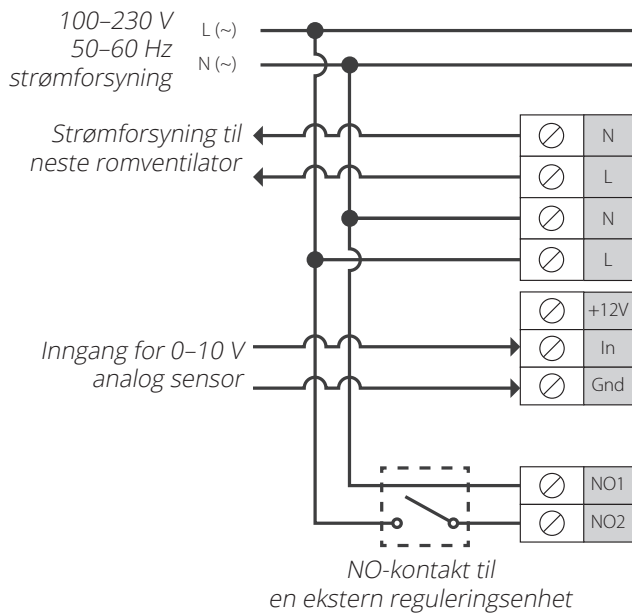 100–230 V
50–60 Hz
strømforsyning
L (~)
N (~)
Strømforsyning til
neste romventilator
N
L
N
L
Inngang for 0–10 V
analog sensor
+12V
In
Gnd
NO1
NO2
NO-kontakt til
en ekstern reguleringsenhet